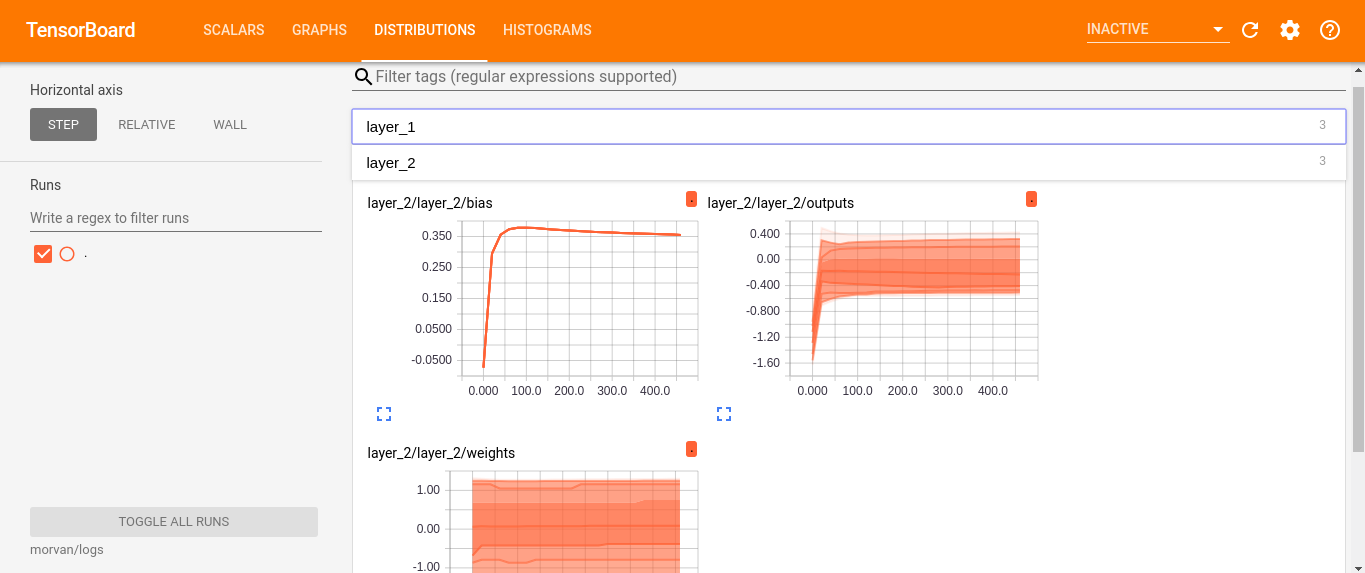 TensorBoard
SCALARS GRAPHS DISTRIBUTIONS HISTOGRAMS
INACTIVE
Horizontal axis
STEP RELATIVE WALL
Runs
Write a regex to filter runs
.
TOGGLE ALL RUNS
morvan/logs
Filter tags (regular expressions supported)
layer_1 3
layer_2 3
layer_2/layer_2/bias .
0.350
0.250
0.150
0.0500
-0.0500
0.000 100.0 200.0 300.0 400.0
layer_2/layer_2/outputs .
0.400
0.00
-0.400
-0.800
-1.20
-1.60
0.000 100.0 200.0 300.0 400.0
layer_2/layer_2/weights .
1.00
0.00
-1.00